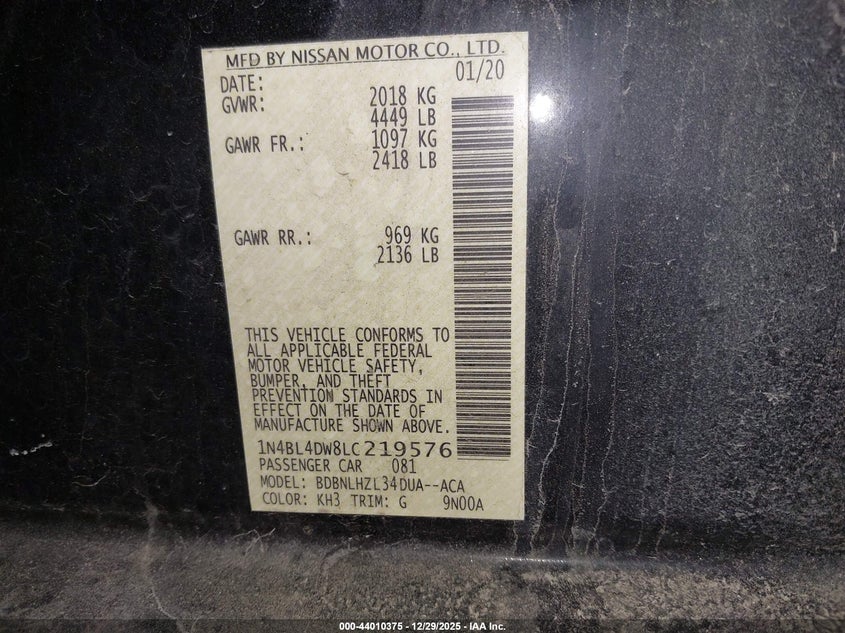 MFD BY NISSAN MOTOR CO., LTD.
DATE: 01/20
GVWR: 2018 KG
4449 LB
GAWR FR.: 1097 KG
2418 LB
GAWR RR.: 969 KG
2136 LB
THIS VEHICLE CONFORMS TO
ALL APPLICABLE FEDERAL
MOTOR VEHICLE SAFETY,
BUMPER, AND THEFT
PREVENTION STANDARDS IN
EFFECT ON THE DATE OF
MANUFACTURE SHOWN ABOVE.
1N4BL4DW8LC219576
PASSENGER CAR 081
MODEL: BDBNLHZL34DUA--ACA
COLOR: KH3 TRIM: G 9N00A
000-44010375 - 12/29/2025 - IAA Inc.